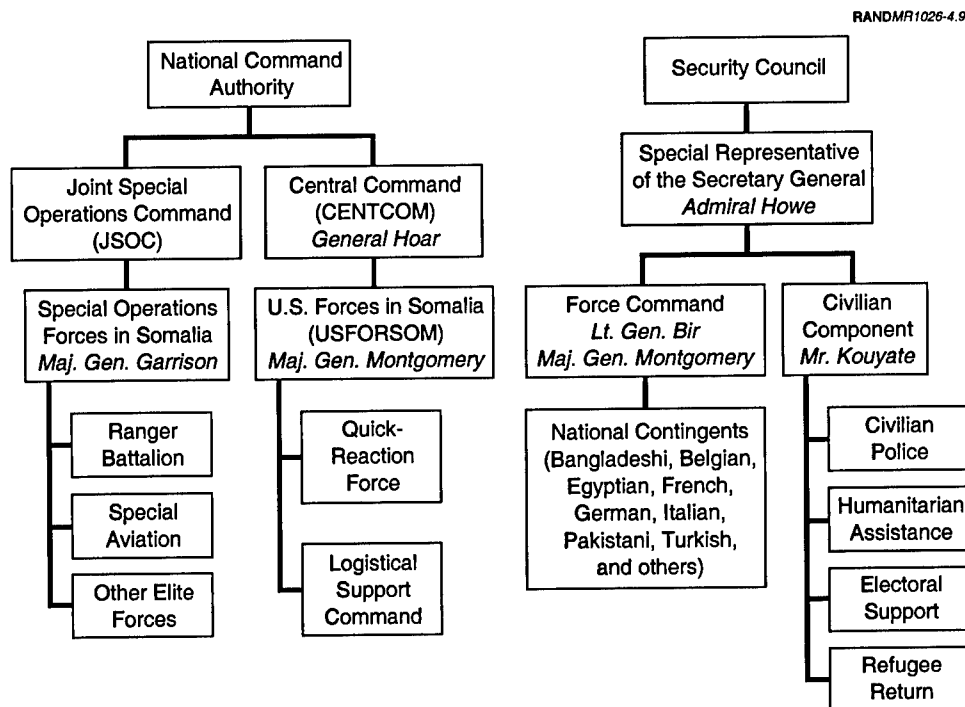 RANDMR1026-4.9
National Command
Authority
Joint Special
Operations Command
(JSOC)
Central Command
(CENTCOM)
General Hoar
Special Operations
Forces in Somalia
Maj. Gen. Garrison
U.S. Forces in Somalia
(USFORSOM)
Maj. Gen. Montgomery
Ranger
Battalion
Special
Aviation
Other Elite
Forces
Quick-
Reaction
Force
Logistical
Support
Command
Security Council
Special Representative
of the Secretary General
Admiral Howe
Force Command
Lt. Gen. Bir
Maj. Gen. Montgomery
Civilian
Component
Mr. Kouyate
National Contingents
(Bangladeshi, Belgian,
Egyptian, French,
German, Italian,
Pakistani, Turkish,
and others)
Civilian
Police
Humanitarian
Assistance
Electoral
Support
Refugee
Return